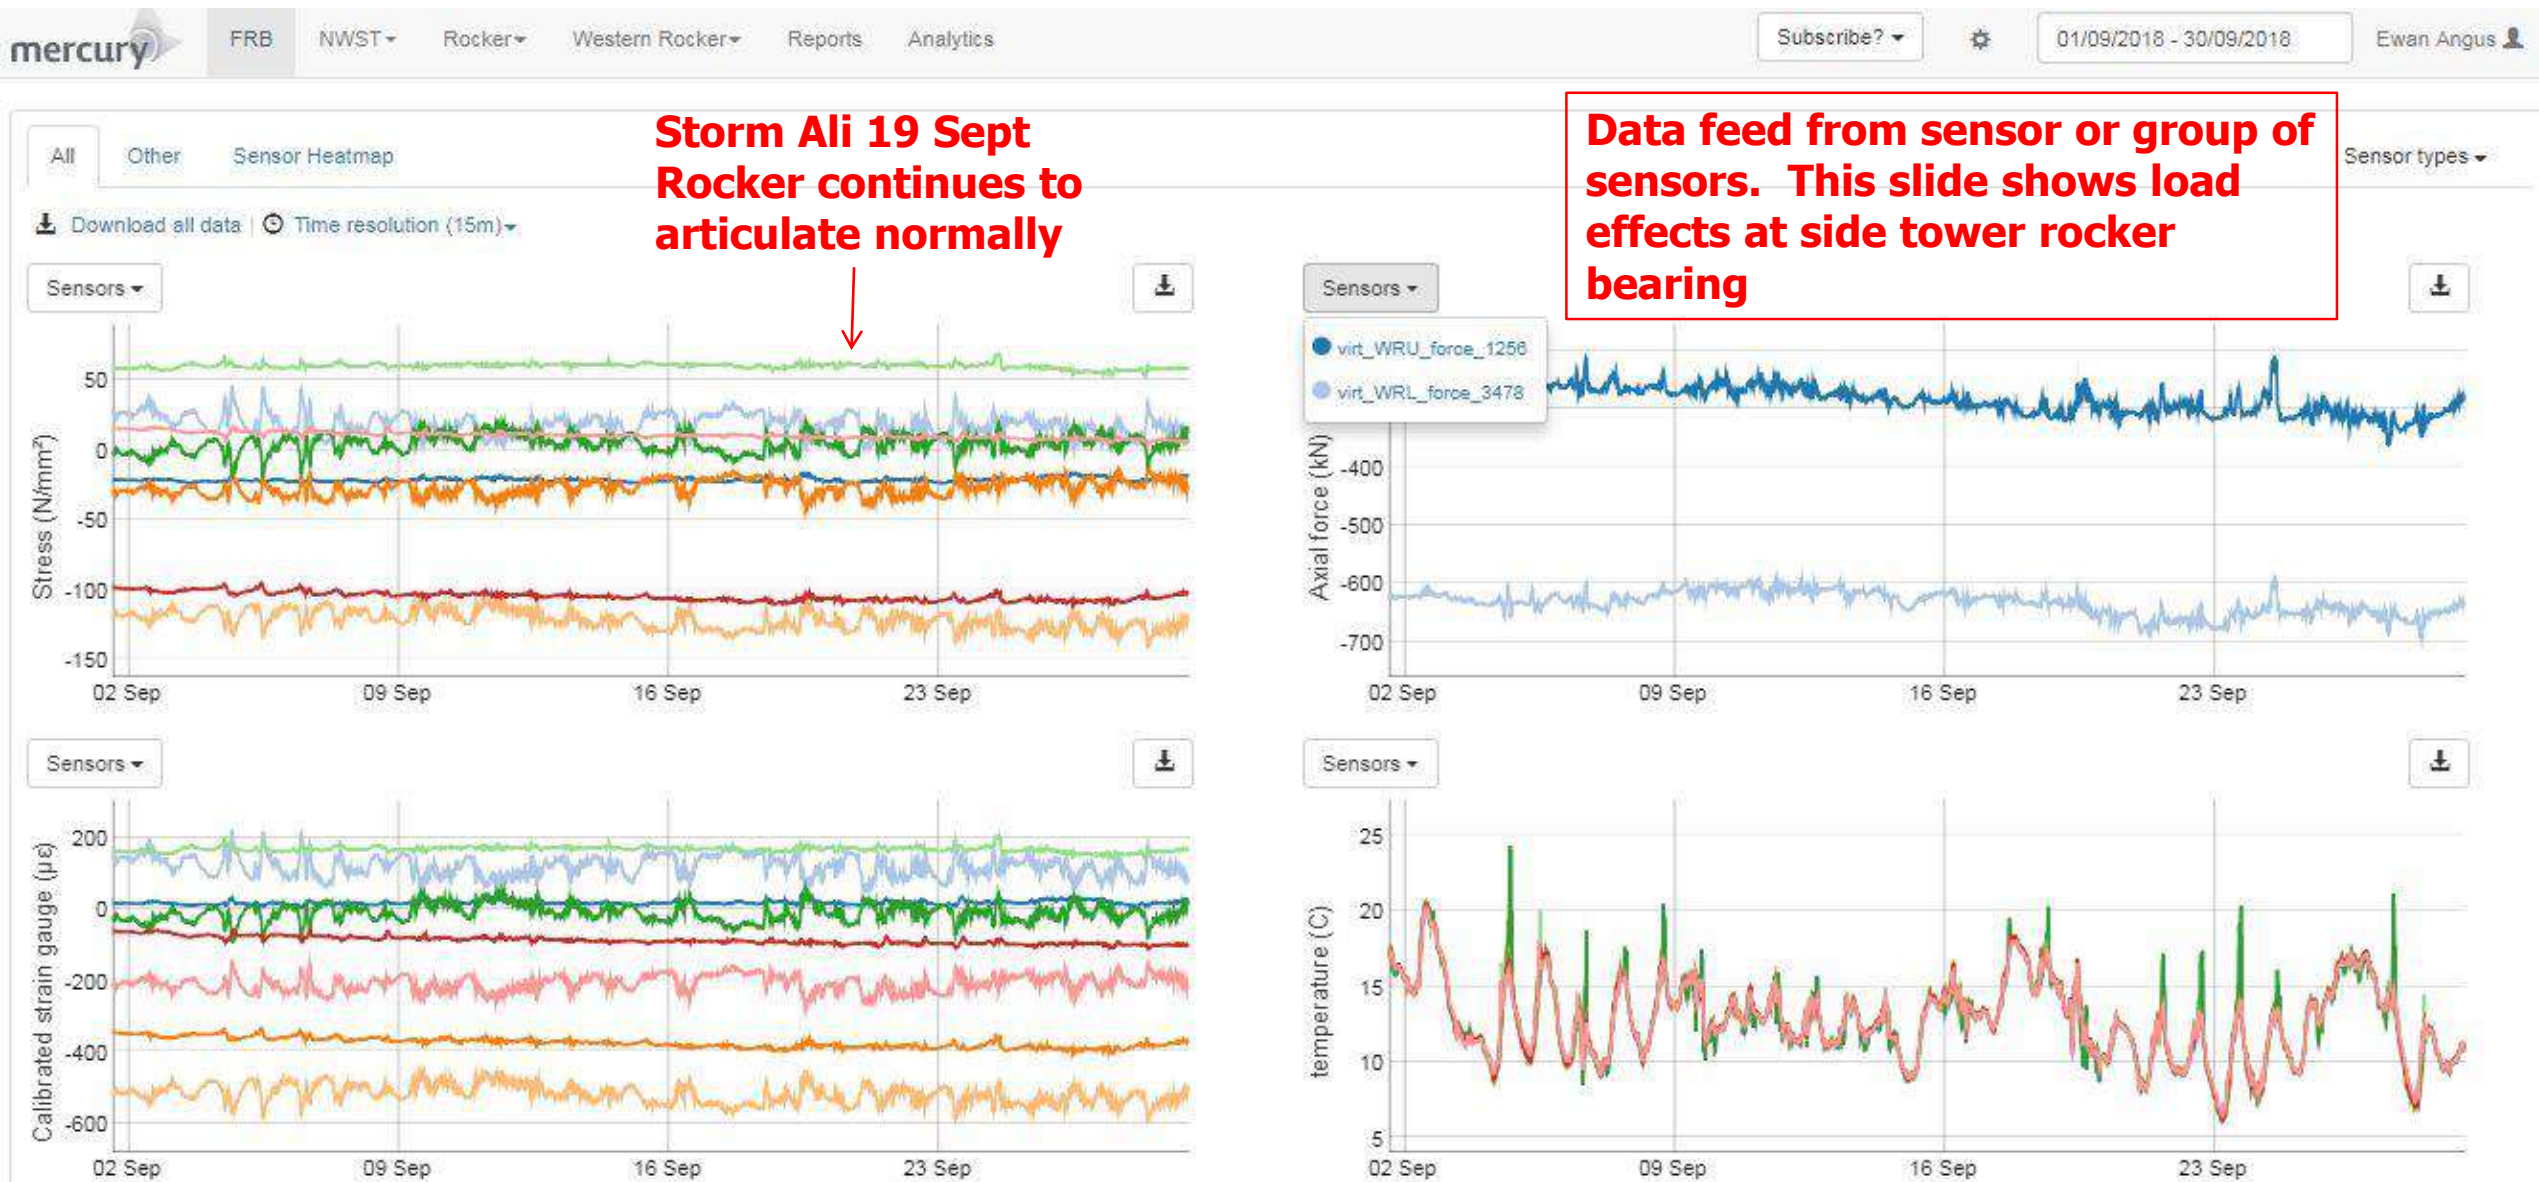 mercury FRB NWST Rocker Western Rocker Reports Analytics Subscribe? 01/09/2018 - 30/09/2018 Ewan Angus
All Other Sensor Heatmap Sensor types
Storm Ali 19 Sept
Rocker continues to
articulate normally
Data feed from sensor or group of
sensors. This slide shows load
effects at side tower rocker
bearing
Download all data | Time resolution (15m)
Sensors
Stress (N/mm²)
50
0
-50
-100
-150
02 Sep 09 Sep 16 Sep 23 Sep
Sensors
virt_WRU_force_1256
virt_WRL_force_3478
Axial force (kN)
-400
-500
-600
-700
02 Sep 09 Sep 16 Sep 23 Sep
Sensors
Calibrated strain gauge (µε)
200
0
-200
-400
-600
02 Sep 09 Sep 16 Sep 23 Sep
Sensors
temperature (C)
25
20
15
10
5
02 Sep 09 Sep 16 Sep 23 Sep